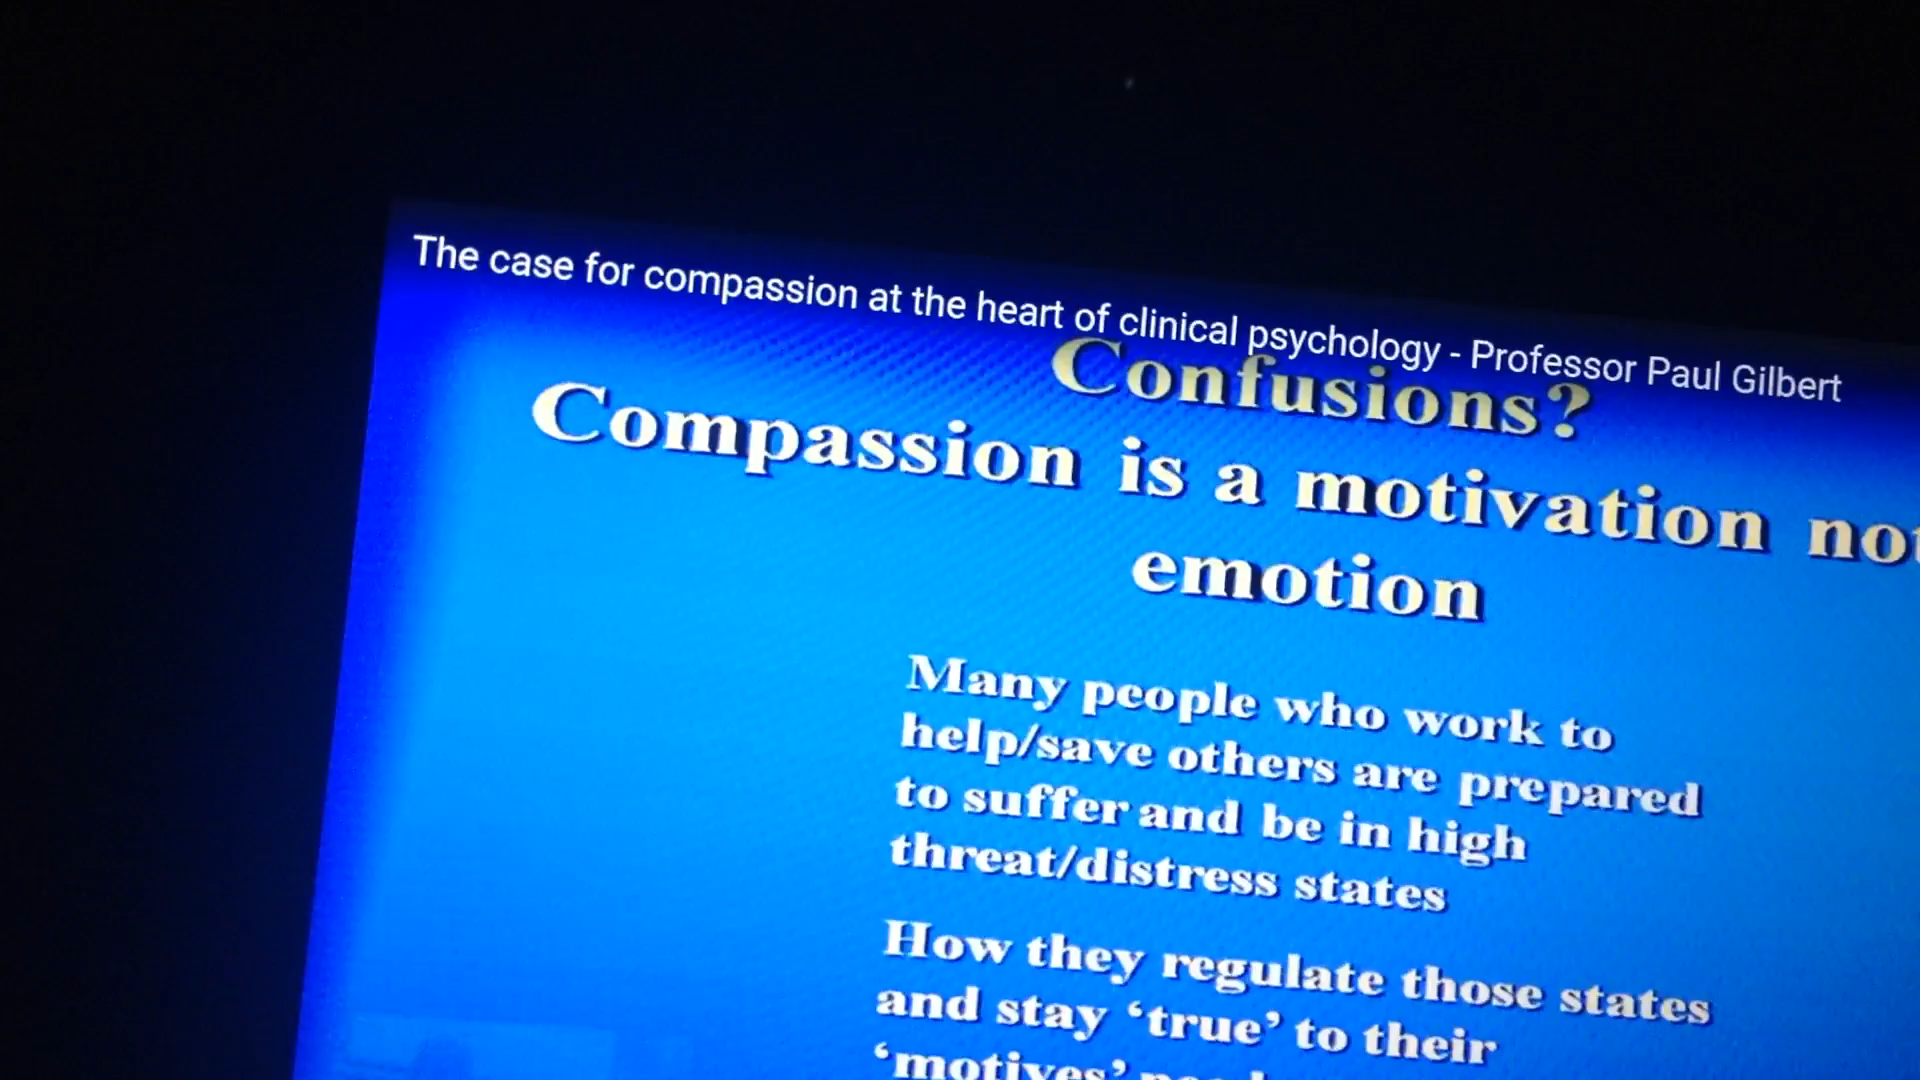 The case for compassion at the heart of clinical psychology - Professor Paul Gilbert
Confusions?
Compassion is a motivation
emotion
Many people who work to
help/save others are prepared
to suffer and be in high
threat/distress states
How they regulate those states
and stay ‘true’ to their
‘motives’